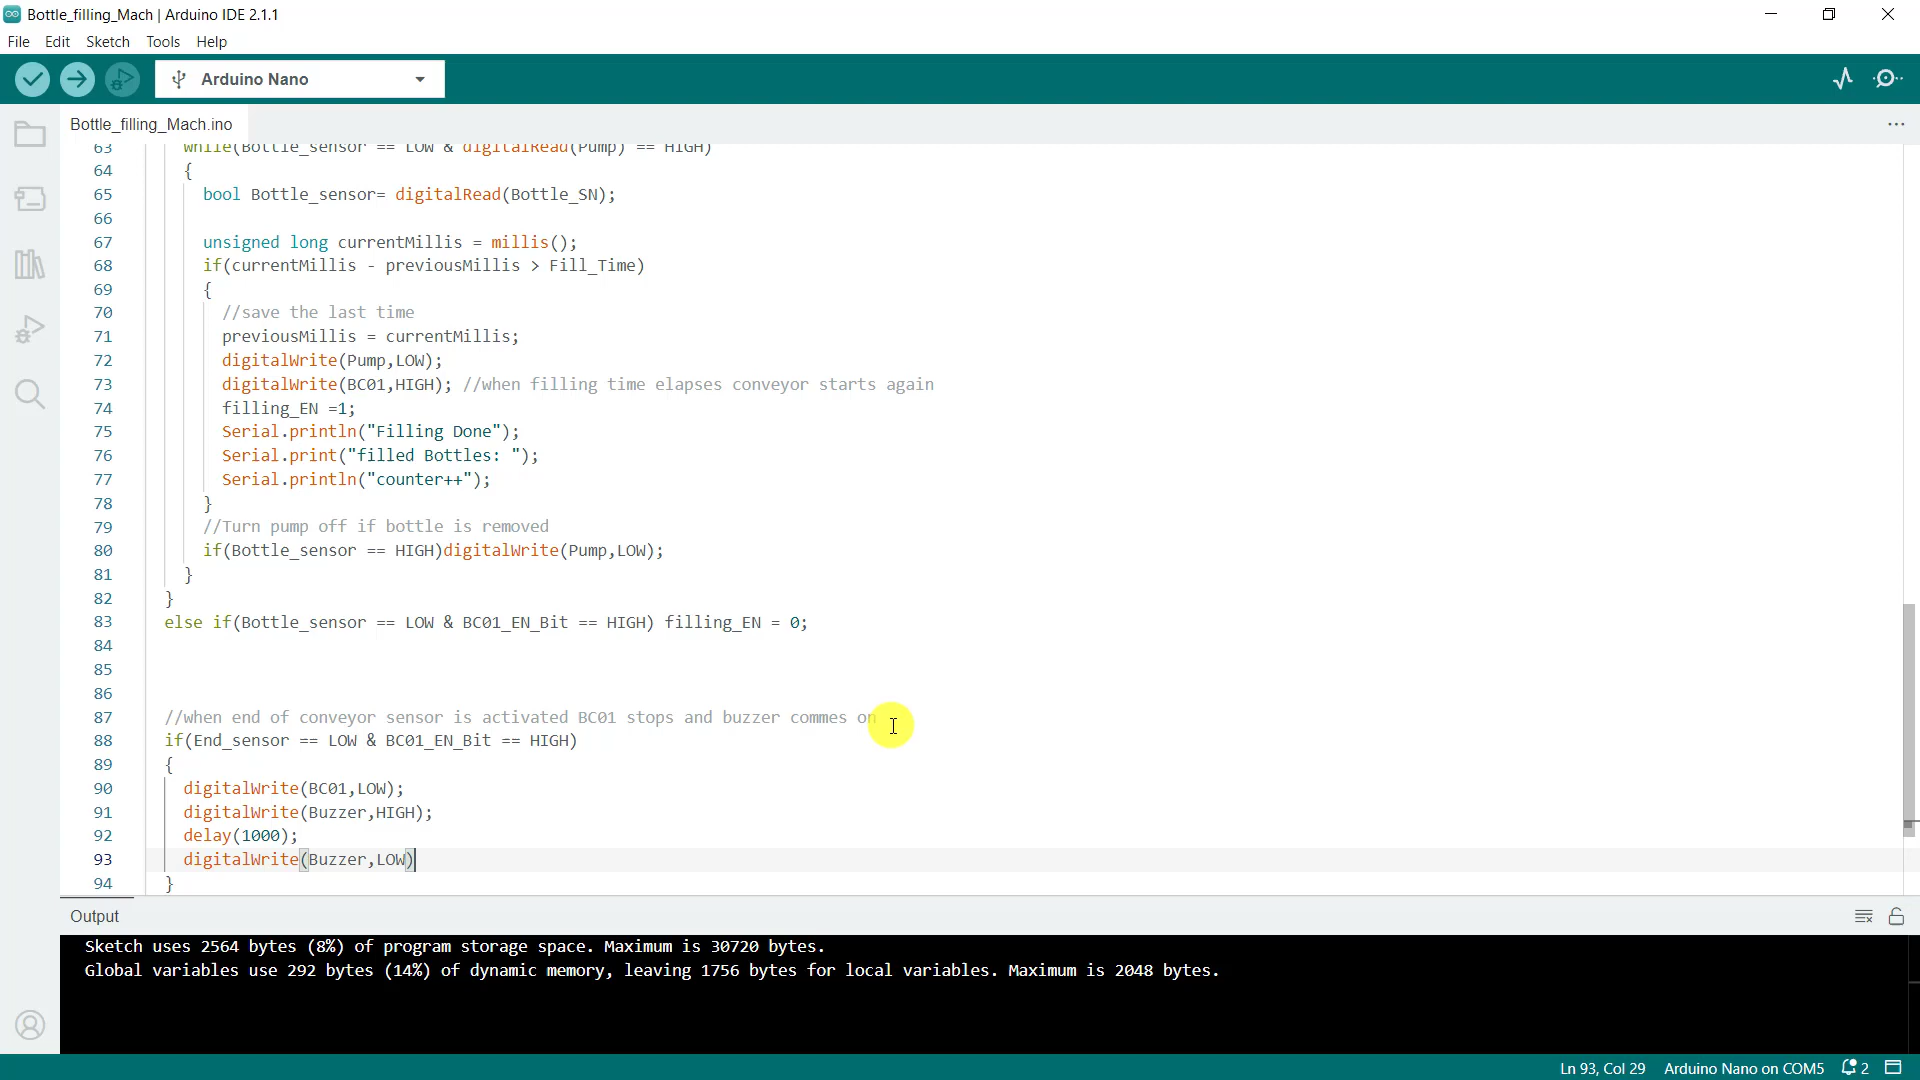 Bottle_filling_Mach | Arduino IDE 2.1.1
File Edit Sketch Tools Help
Arduino Nano
Bottle_filling_Mach.ino
63 while(Bottle_sensor == LOW & digitalRead(Pump) == HIGH)
64 {
65 bool Bottle_sensor= digitalRead(Bottle_SN);
66
67 unsigned long currentMillis = millis();
68 if(currentMillis - previousMillis > Fill_Time)
69 {
70 //save the last time
71 previousMillis = currentMillis;
72 digitalWrite(Pump,LOW);
73 digitalWrite(BC01,HIGH); //when filling time elapses conveyor starts again
74 filling_EN =1;
75 Serial.println("Filling Done");
76 Serial.print("filled Bottles: ");
77 Serial.println("counter++");
78 }
79 //Turn pump off if bottle is removed
80 if(Bottle_sensor == HIGH)digitalWrite(Pump,LOW);
81 }
82 }
83 else if(Bottle_sensor == LOW & BC01_EN_Bit == HIGH) filling_EN = 0;
84
85
86
87 //when end of conveyor sensor is activated BC01 stops and buzzer commes on
88 if(End_sensor == LOW & BC01_EN_Bit == HIGH)
89 {
90 digitalWrite(BC01,LOW);
91 digitalWrite(Buzzer,HIGH);
92 delay(1000);
93 digitalWrite(Buzzer,LOW)
94 }
Output
Sketch uses 2564 bytes (8%) of program storage space. Maximum is 30720 bytes.
Global variables use 292 bytes (14%) of dynamic memory, leaving 1756 bytes for local variables. Maximum is 2048 bytes.
Ln 93, Col 29 Arduino Nano on COM5 2